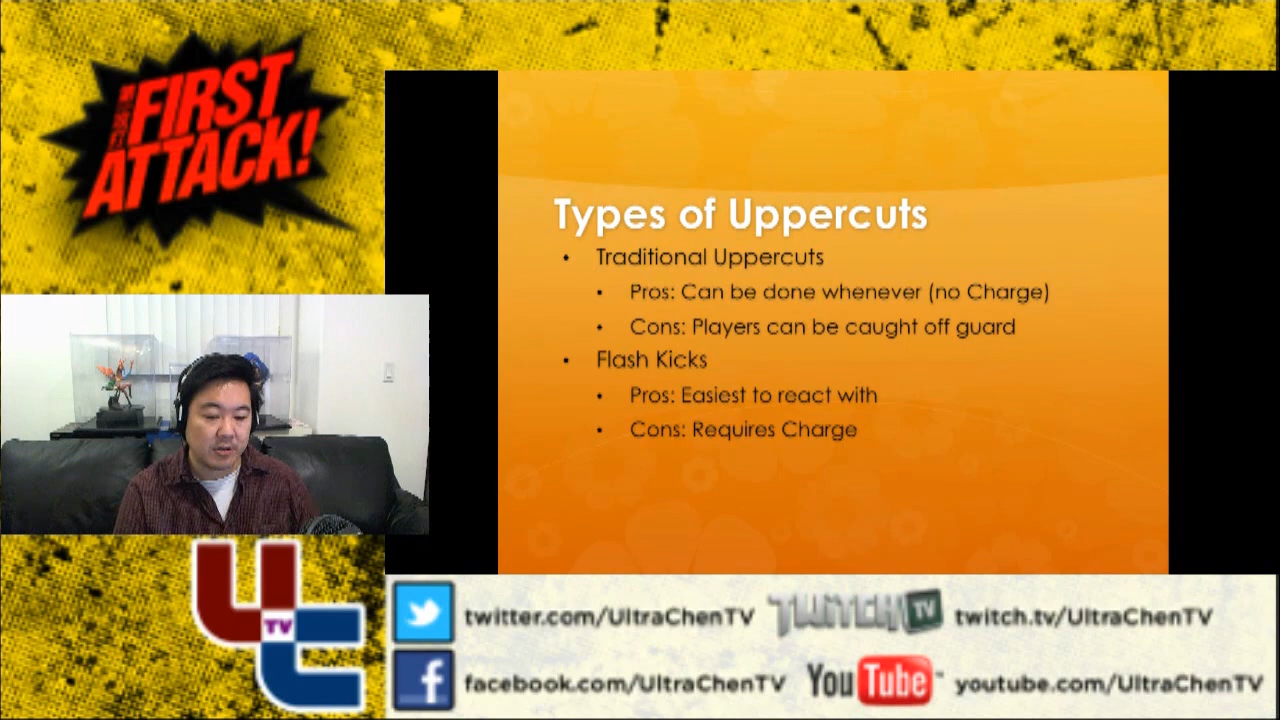 FIRST
ATTACK!
Types of Uppercuts
• Traditional Uppercuts
• Pros: Can be done whenever (no Charge)
• Cons: Players can be caught off guard
• Flash Kicks
• Pros: Easiest to react with
• Cons: Requires Charge
UC
TV
twitter.com/UltraChenTV
TWITCH TV
twitch.tv/UltraChenTV
f
facebook.com/UltraChenTV
YouTube
youtube.com/UltraChenTV